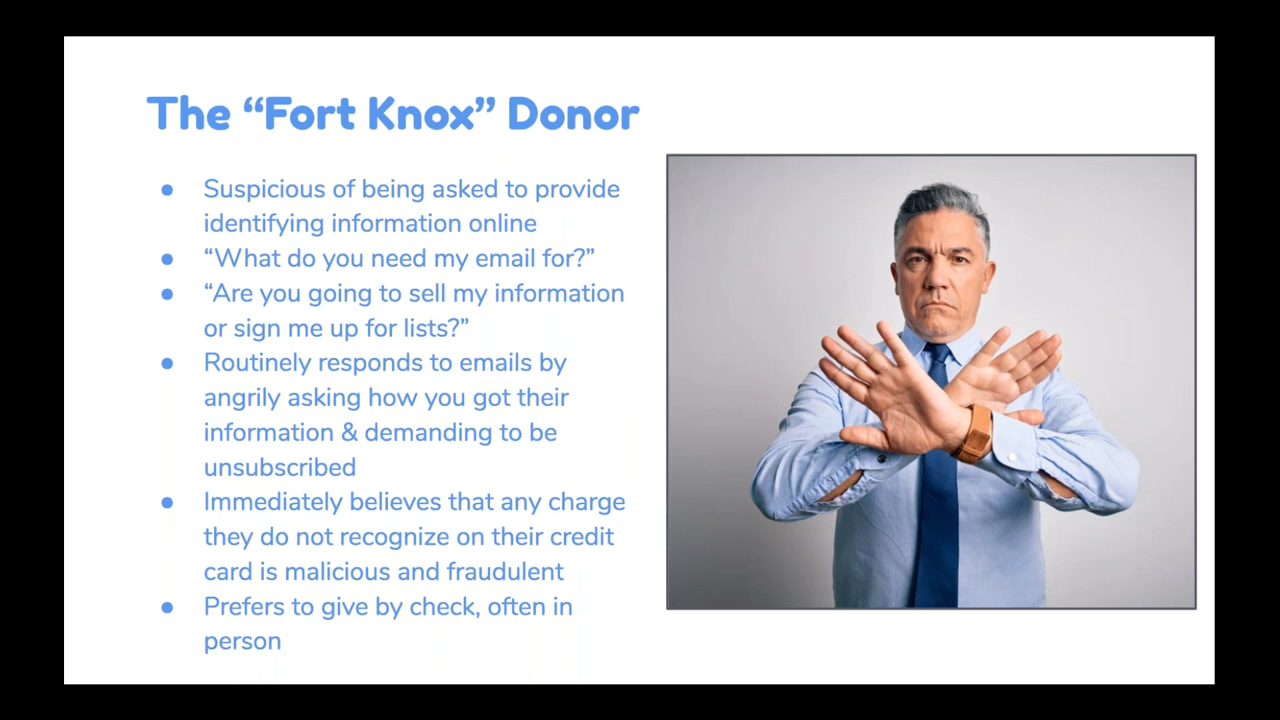 The “Fort Knox” Donor
● Suspicious of being asked to provide
identifying information online
● “What do you need my email for?”
● “Are you going to sell my information
or sign me up for lists?”
● Routinely responds to emails by
angrily asking how you got their
information & demanding to be
unsubscribed
● Immediately believes that any charge
they do not recognize on their credit
card is malicious and fraudulent
● Prefers to give by check, often in
person